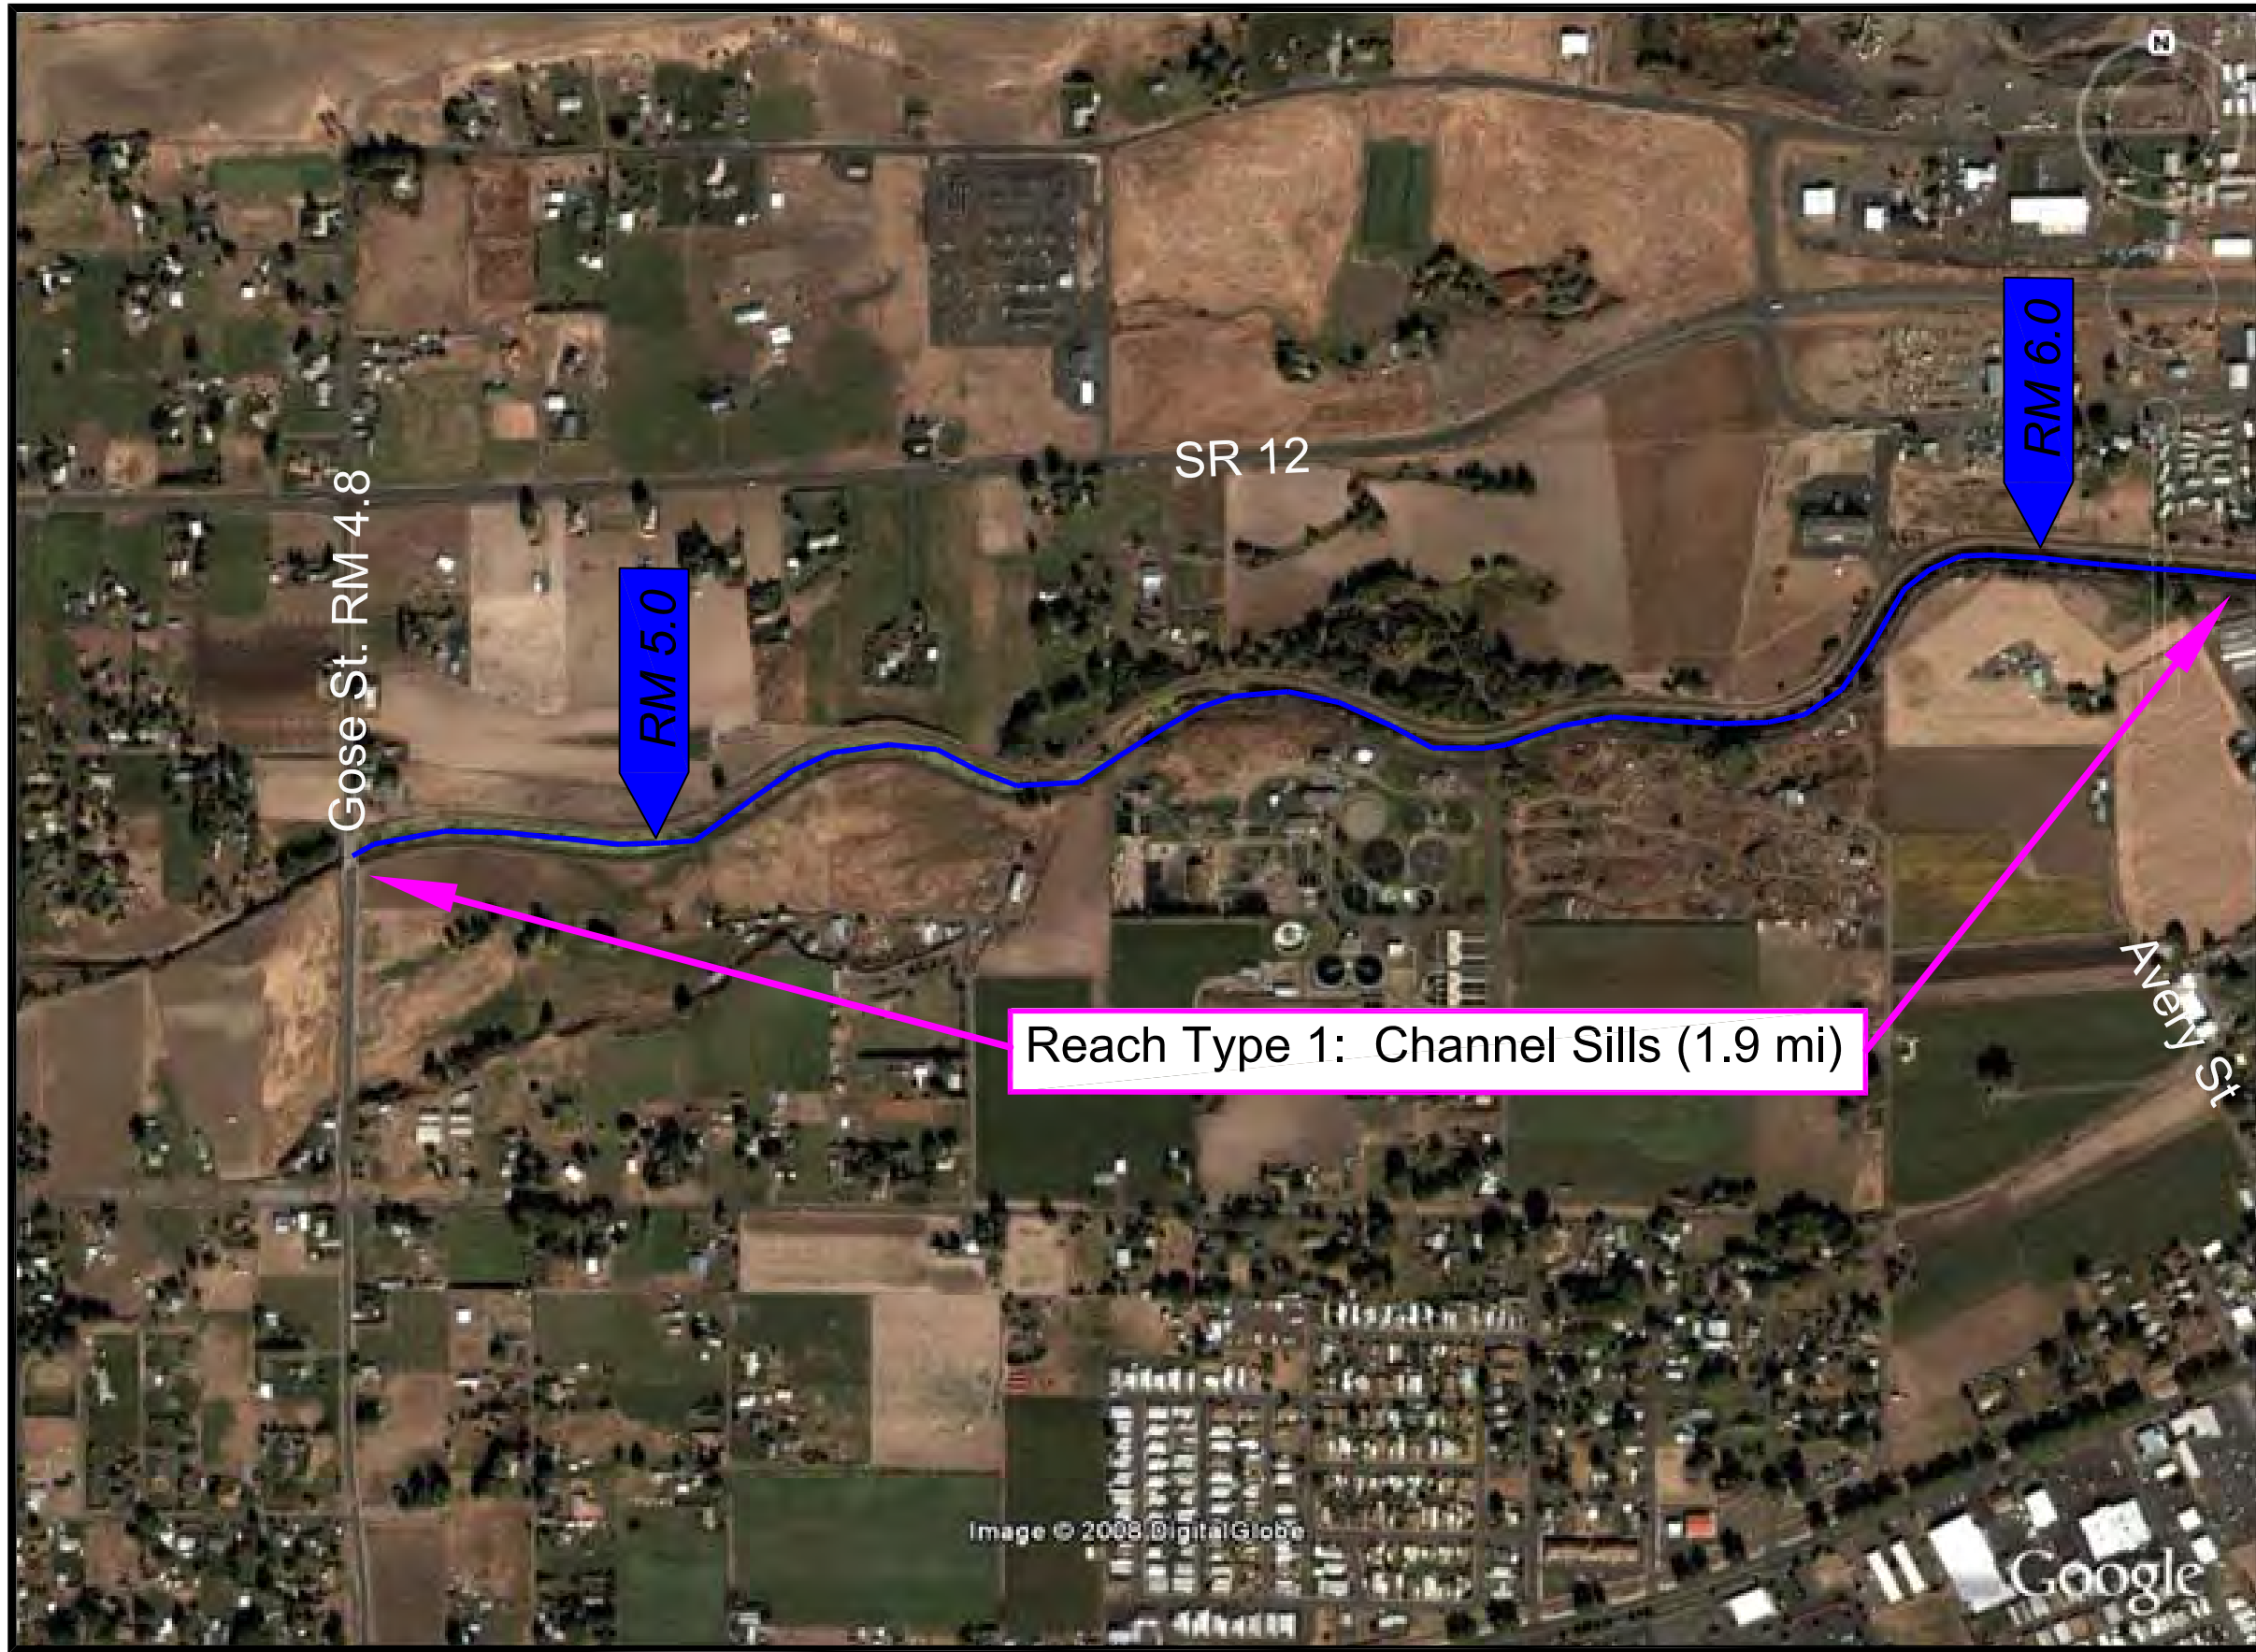 N
SR 12
RM 6.0
Gose St. RM 4.8
RM 5.0
Avery St
Reach Type 1: Channel Sills (1.9 mi)
Image © 2008 DigitalGlobe
Google